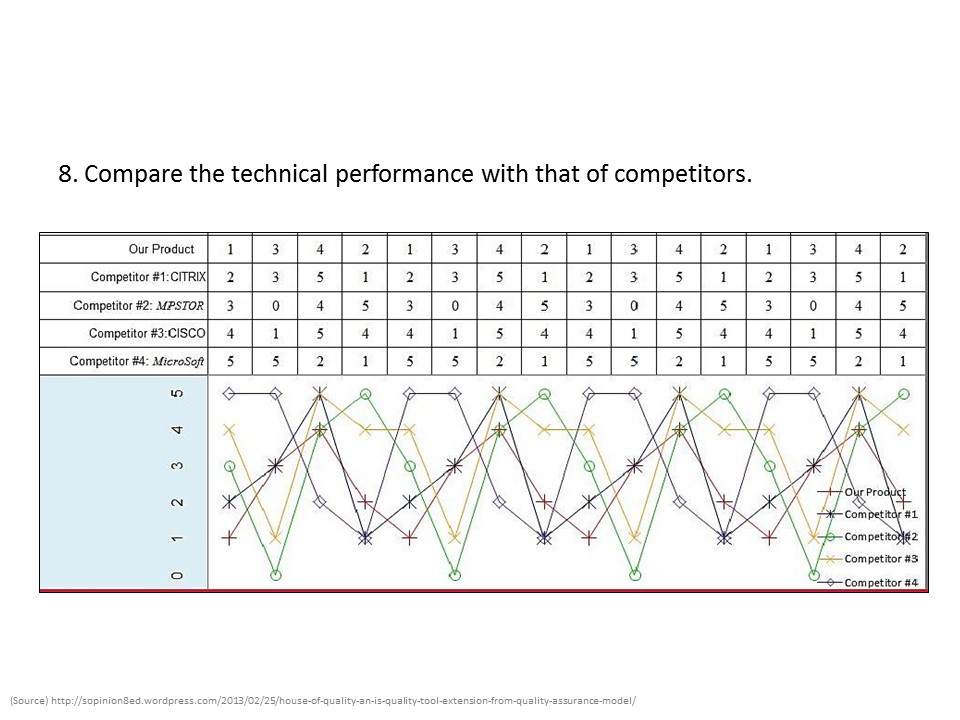 8. Compare the technical performance with that of competitors.
Our Product 1 3 4 2 1 3 4 2 1 3 4 2 1 3 4 2
Competitor #1:CITRIX 2 3 5 1 2 3 5 1 2 3 5 1 2 3 5 1
Competitor #2: MPSTOR 3 0 4 5 3 0 4 5 3 0 4 5 3 0 4 5
Competitor #3:CISCO 4 1 5 4 4 1 5 4 4 1 5 4 4 1 5 4
Competitor #4: MicroSoft 5 5 2 1 5 5 2 1 5 5 2 1 5 5 2 1
5
4
3
2
1
0
Our Product
Competitor #1
Competitor #2
Competitor #3
Competitor #4
(Source) http://sopinion8ed.wordpress.com/2013/02/25/house-of-quality-an-is-quality-tool-extension-from-quality-assurance-model/